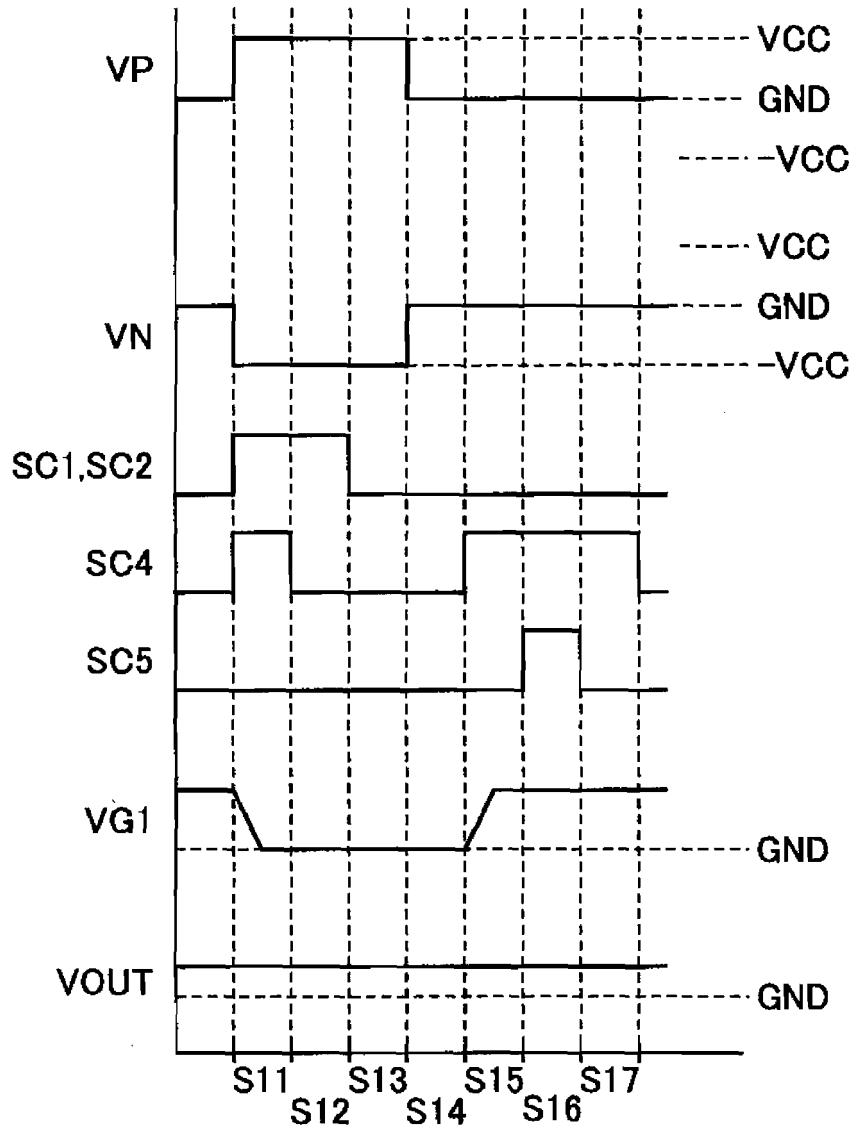 VP
VCC
GND
-VCC
VCC
VN
GND
-VCC
SC1,SC2
SC4
SC5
VG1
GND
VOUT
GND
S11
S12
S13
S14
S15
S16
S17